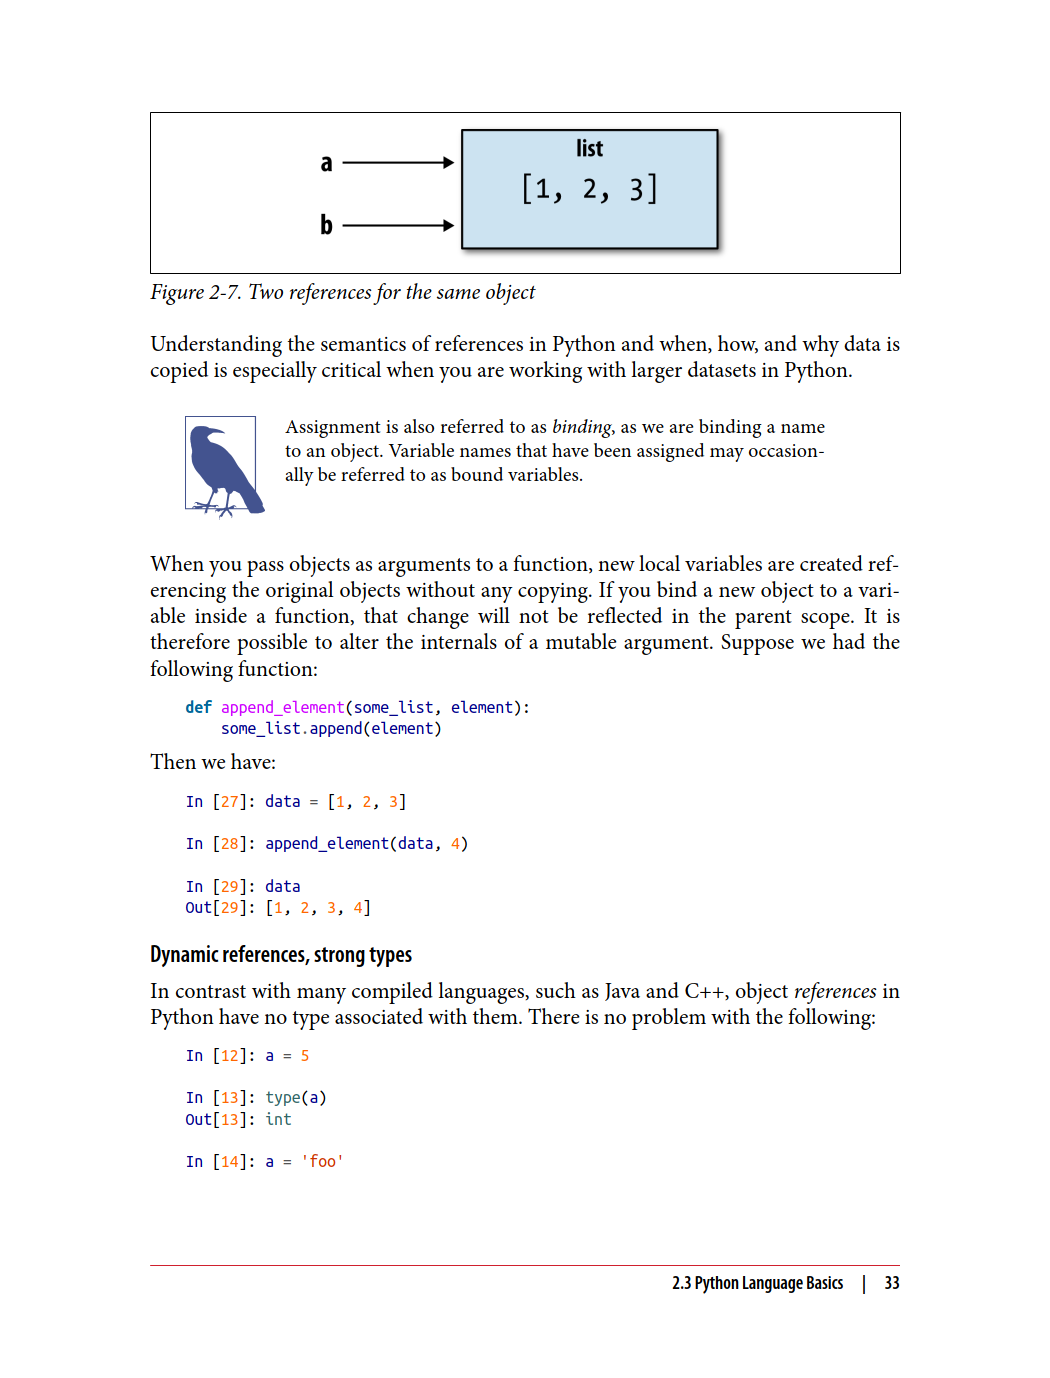 a
list
[1, 2, 3]
b
Figure 2-7. Two references for the same object
Understanding the semantics of references in Python and when, how, and why data is
copied is especially critical when you are working with larger datasets in Python.
Assignment is also referred to as binding, as we are binding a name
to an object. Variable names that have been assigned may occasion-
ally be referred to as bound variables.
When you pass objects as arguments to a function, new local variables are created ref-
erencing the original objects without any copying. If you bind a new object to a vari-
able inside a function, that change will not be reflected in the parent scope. It is
therefore possible to alter the internals of a mutable argument. Suppose we had the
following function:
def append_element(some_list, element):
    some_list.append(element)
Then we have:
In [27]: data = [1, 2, 3]
In [28]: append_element(data, 4)
In [29]: data
Out[29]: [1, 2, 3, 4]
Dynamic references, strong types
In contrast with many compiled languages, such as Java and C++, object references in
Python have no type associated with them. There is no problem with the following:
In [12]: a = 5
In [13]: type(a)
Out[13]: int
In [14]: a = 'foo'
2.3 Python Language Basics | 33